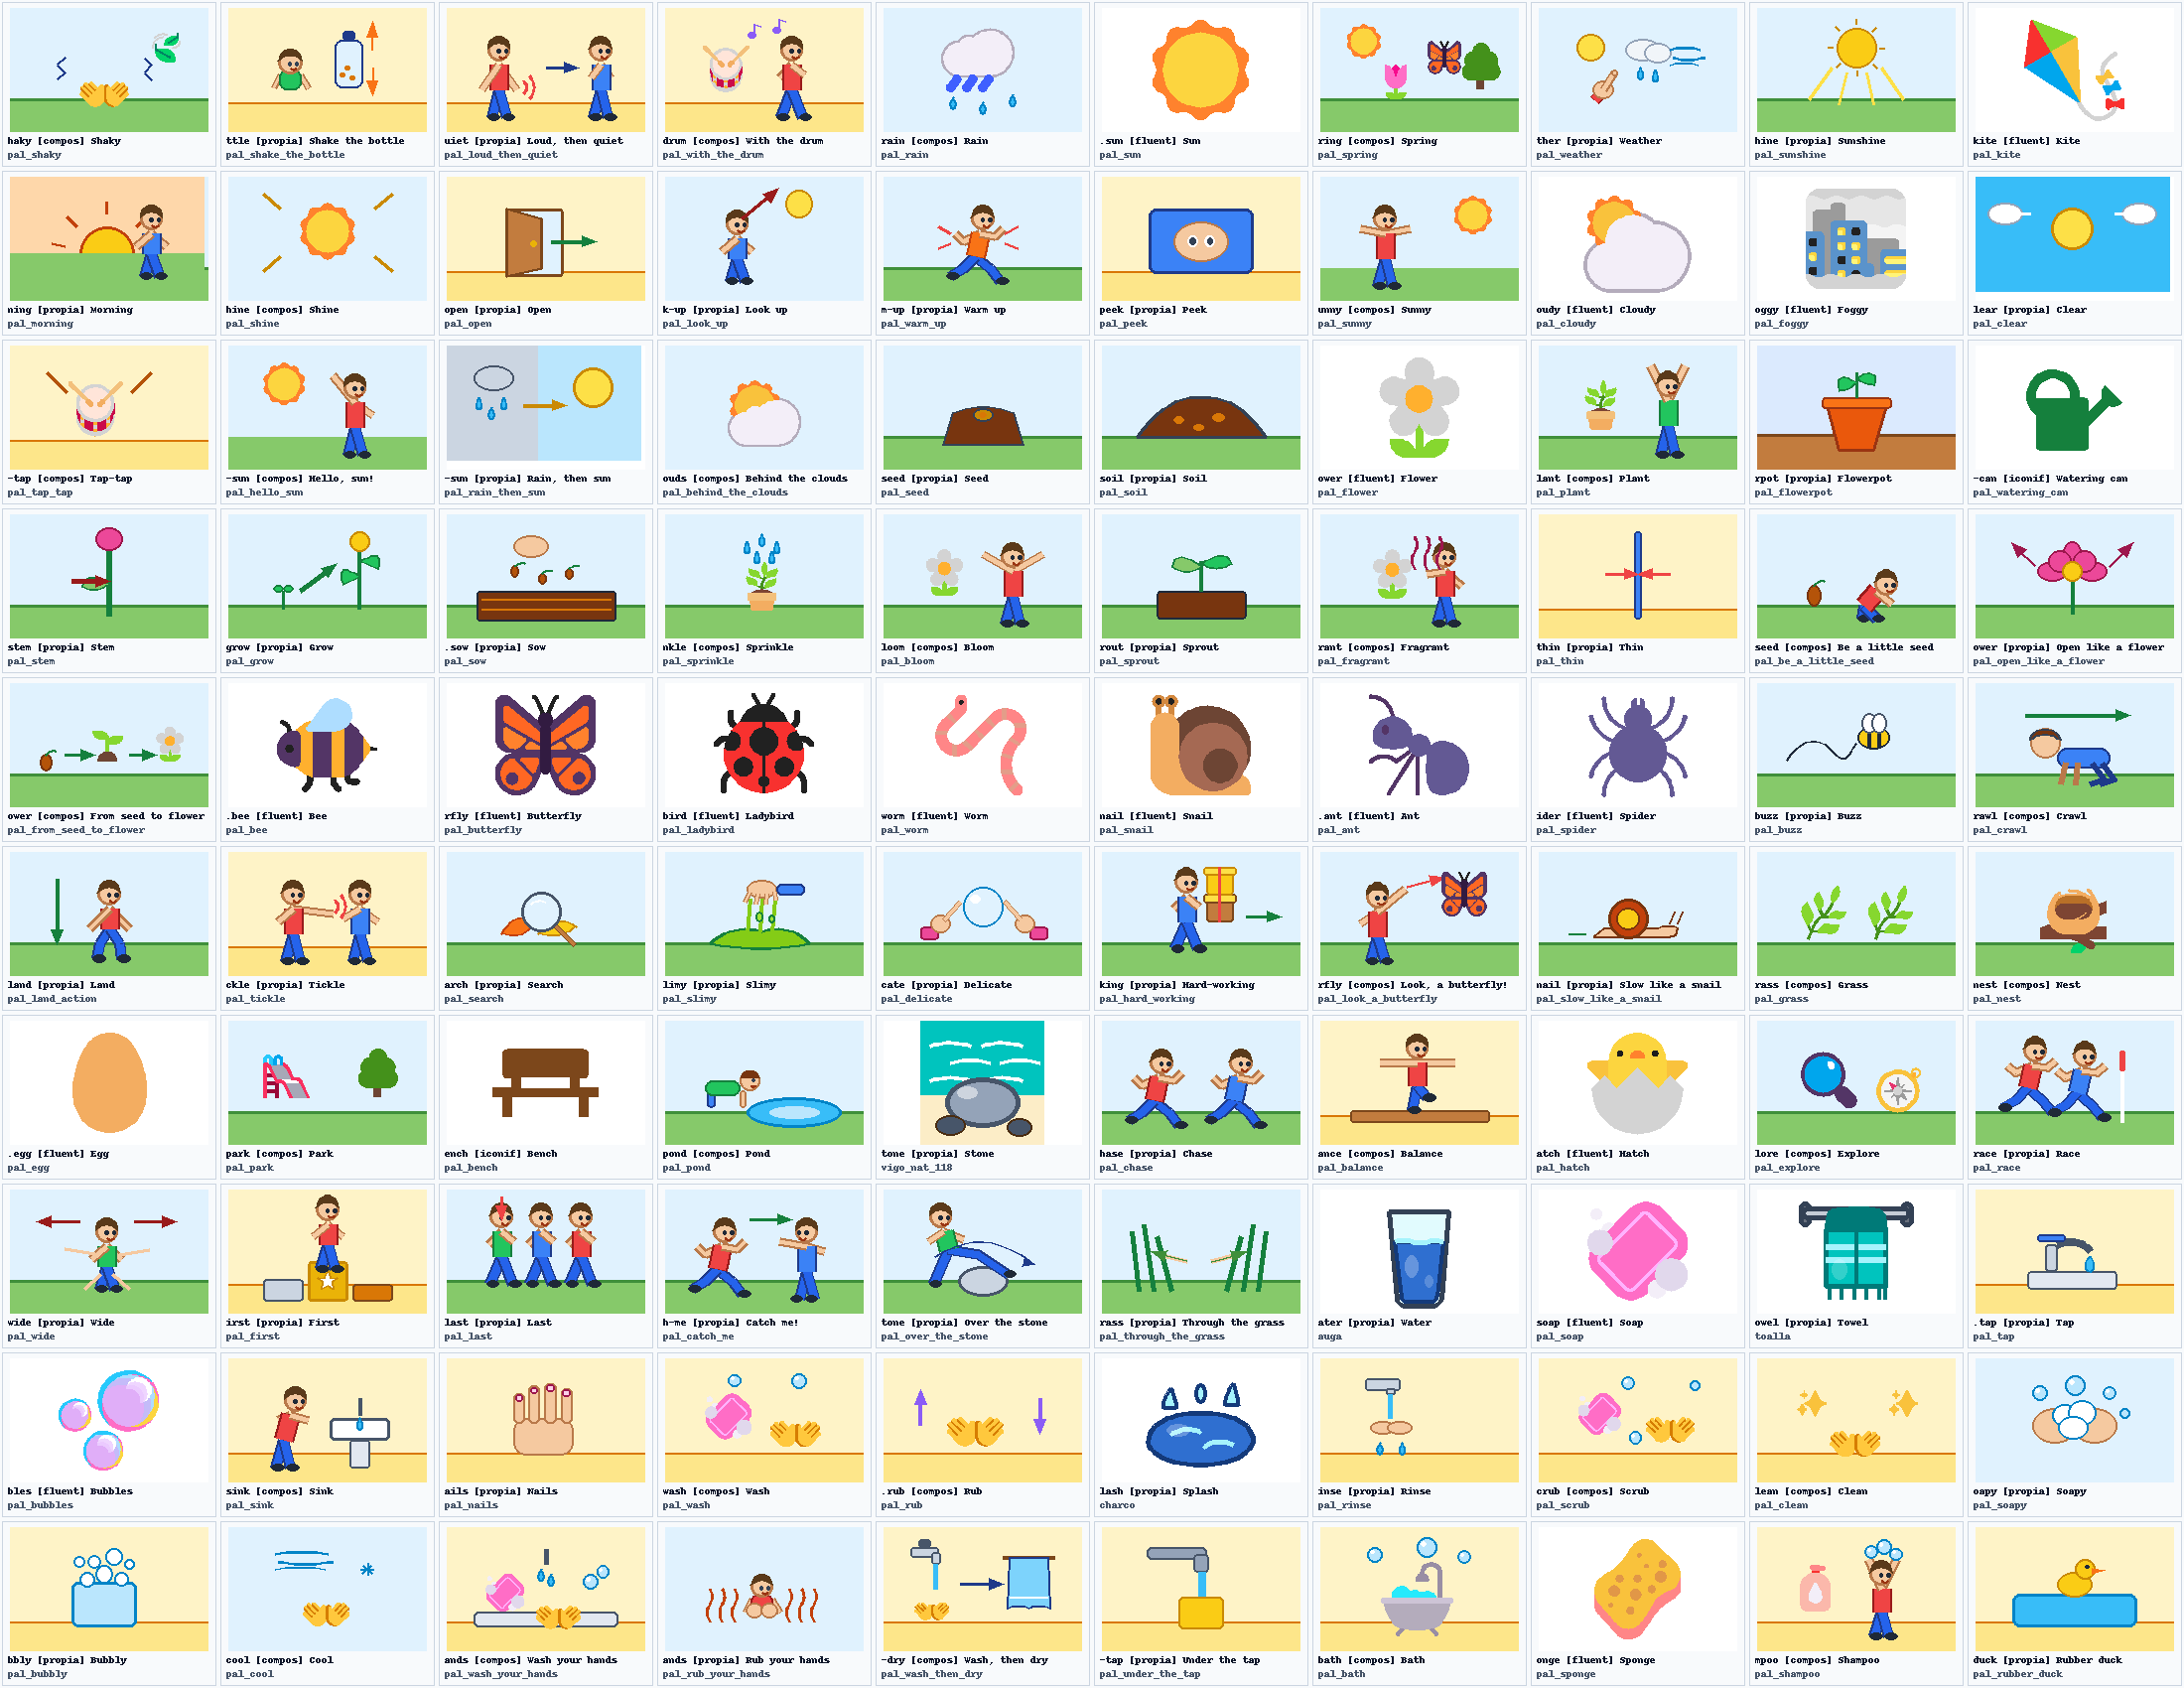 haky [compos] Shaky
pal_shaky
ttle [propia] Shake the bottle
pal_shake_the_bottle
uiet [propia] Loud, then quiet
pal_loud_then_quiet
drum [compos] With the drum
pal_with_the_drum
rain [compos] Rain
pal_rain
.sun [fluent] Sun
pal_sun
ring [compos] Spring
pal_spring
ther [propia] Weather
pal_weather
hine [propia] Sunshine
pal_sunshine
kite [fluent] Kite
pal_kite
ning [propia] Morning
pal_morning
hine [compos] Shine
pal_shine
open [propia] Open
pal_open
k-up [propia] Look up
pal_look_up
m-up [propia] Warm up
pal_warm_up
peek [propia] Peek
pal_peek
unny [compos] Sunny
pal_sunny
oudy [fluent] Cloudy
pal_cloudy
oggy [fluent] Foggy
pal_foggy
lear [propia] Clear
pal_clear
-tap [compos] Tap-tap
pal_tap_tap
-sun [compos] Hello, sun!
pal_hello_sun
-sun [propia] Rain, then sun
pal_rain_then_sun
ouds [compos] Behind the clouds
pal_behind_the_clouds
seed [propia] Seed
pal_seed
soil [propia] Soil
pal_soil
ower [fluent] Flower
pal_flower
lant [compos] Plant
pal_plant
rpot [propia] Flowerpot
pal_flowerpot
-can [iconif] Watering can
pal_watering_can
stem [propia] Stem
pal_stem
grow [propia] Grow
pal_grow
.sow [propia] Sow
pal_sow
nkle [compos] Sprinkle
pal_sprinkle
loom [compos] Bloom
pal_bloom
rout [propia] Sprout
pal_sprout
rant [compos] Fragrant
pal_fragrant
thin [propia] Thin
pal_thin
seed [compos] Be a little seed
pal_be_a_little_seed
ower [propia] Open like a flower
pal_open_like_a_flower
ower [compos] From seed to flower
pal_from_seed_to_flower
.bee [fluent] Bee
pal_bee
rfly [fluent] Butterfly
pal_butterfly
bird [fluent] Ladybird
pal_ladybird
worm [fluent] Worm
pal_worm
nail [fluent] Snail
pal_snail
.ant [fluent] Ant
pal_ant
ider [fluent] Spider
pal_spider
buzz [propia] Buzz
pal_buzz
rawl [compos] Crawl
pal_crawl
land [propia] Land
pal_land_action
ckle [propia] Tickle
pal_tickle
arch [propia] Search
pal_search
limy [propia] Slimy
pal_slimy
cate [propia] Delicate
pal_delicate
king [propia] Hard-working
pal_hard_working
rfly [compos] Look, a butterfly!
pal_look_a_butterfly
nail [propia] Slow like a snail
pal_slow_like_a_snail
rass [compos] Grass
pal_grass
nest [compos] Nest
pal_nest
.egg [fluent] Egg
pal_egg
park [compos] Park
pal_park
ench [iconif] Bench
pal_bench
pond [compos] Pond
pal_pond
tone [propia] Stone
vigo_nat_118
hase [propia] Chase
pal_chase
ance [compos] Balance
pal_balance
atch [fluent] Hatch
pal_hatch
lore [compos] Explore
pal_explore
race [propia] Race
pal_race
wide [propia] Wide
pal_wide
irst [propia] First
pal_first
last [propia] Last
pal_last
h-me [propia] Catch me!
pal_catch_me
tone [propia] Over the stone
pal_over_the_stone
rass [propia] Through the grass
pal_through_the_grass
ater [propia] Water
auga
soap [fluent] Soap
pal_soap
owel [propia] Towel
toalla
.tap [propia] Tap
pal_tap
bles [fluent] Bubbles
pal_bubbles
sink [compos] Sink
pal_sink
ails [propia] Nails
pal_nails
wash [compos] Wash
pal_wash
.rub [compos] Rub
pal_rub
lash [propia] Splash
charco
inse [propia] Rinse
pal_rinse
crub [compos] Scrub
pal_scrub
lean [compos] Clean
pal_clean
oapy [propia] Soapy
pal_soapy
bbly [propia] Bubbly
pal_bubbly
cool [compos] Cool
pal_cool
ands [compos] Wash your hands
pal_wash_your_hands
ands [propia] Rub your hands
pal_rub_your_hands
-dry [compos] Wash, then dry
pal_wash_then_dry
-tap [propia] Under the tap
pal_under_the_tap
bath [compos] Bath
pal_bath
onge [fluent] Sponge
pal_sponge
mpoo [compos] Shampoo
pal_shampoo
duck [propia] Rubber duck
pal_rubber_duck